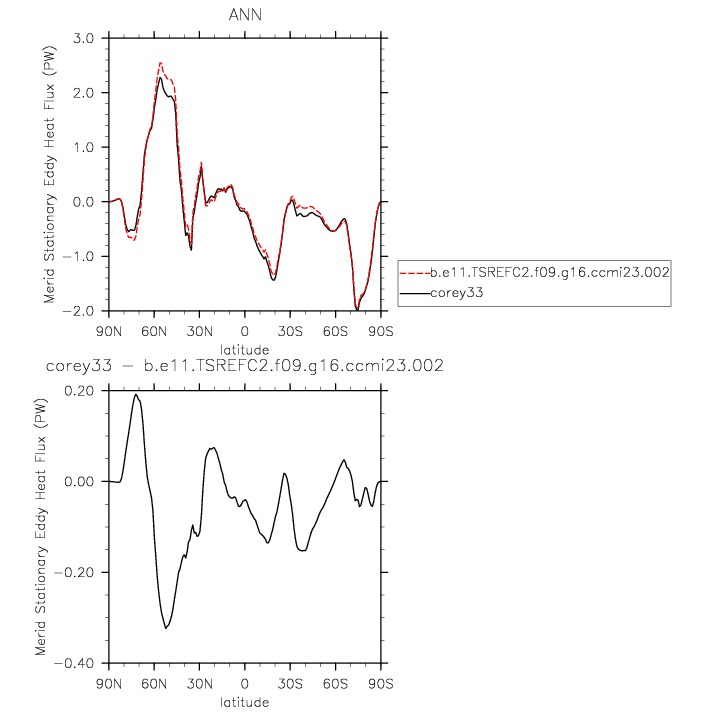 ANN
Merid Stationary Eddy Heat Flux (PW)
3.0
2.0
1.0
0.0
−1.0
−2.0
90N 60N 30N 0 30S 60S 90S
latitude
b.e11.TSREFC2.f09.g16.ccmi23.002
corey33
corey33 − b.e11.TSREFC2.f09.g16.ccmi23.002
Merid Stationary Eddy Heat Flux (PW)
0.20
0.00
−0.20
−0.40
90N 60N 30N 0 30S 60S 90S
latitude